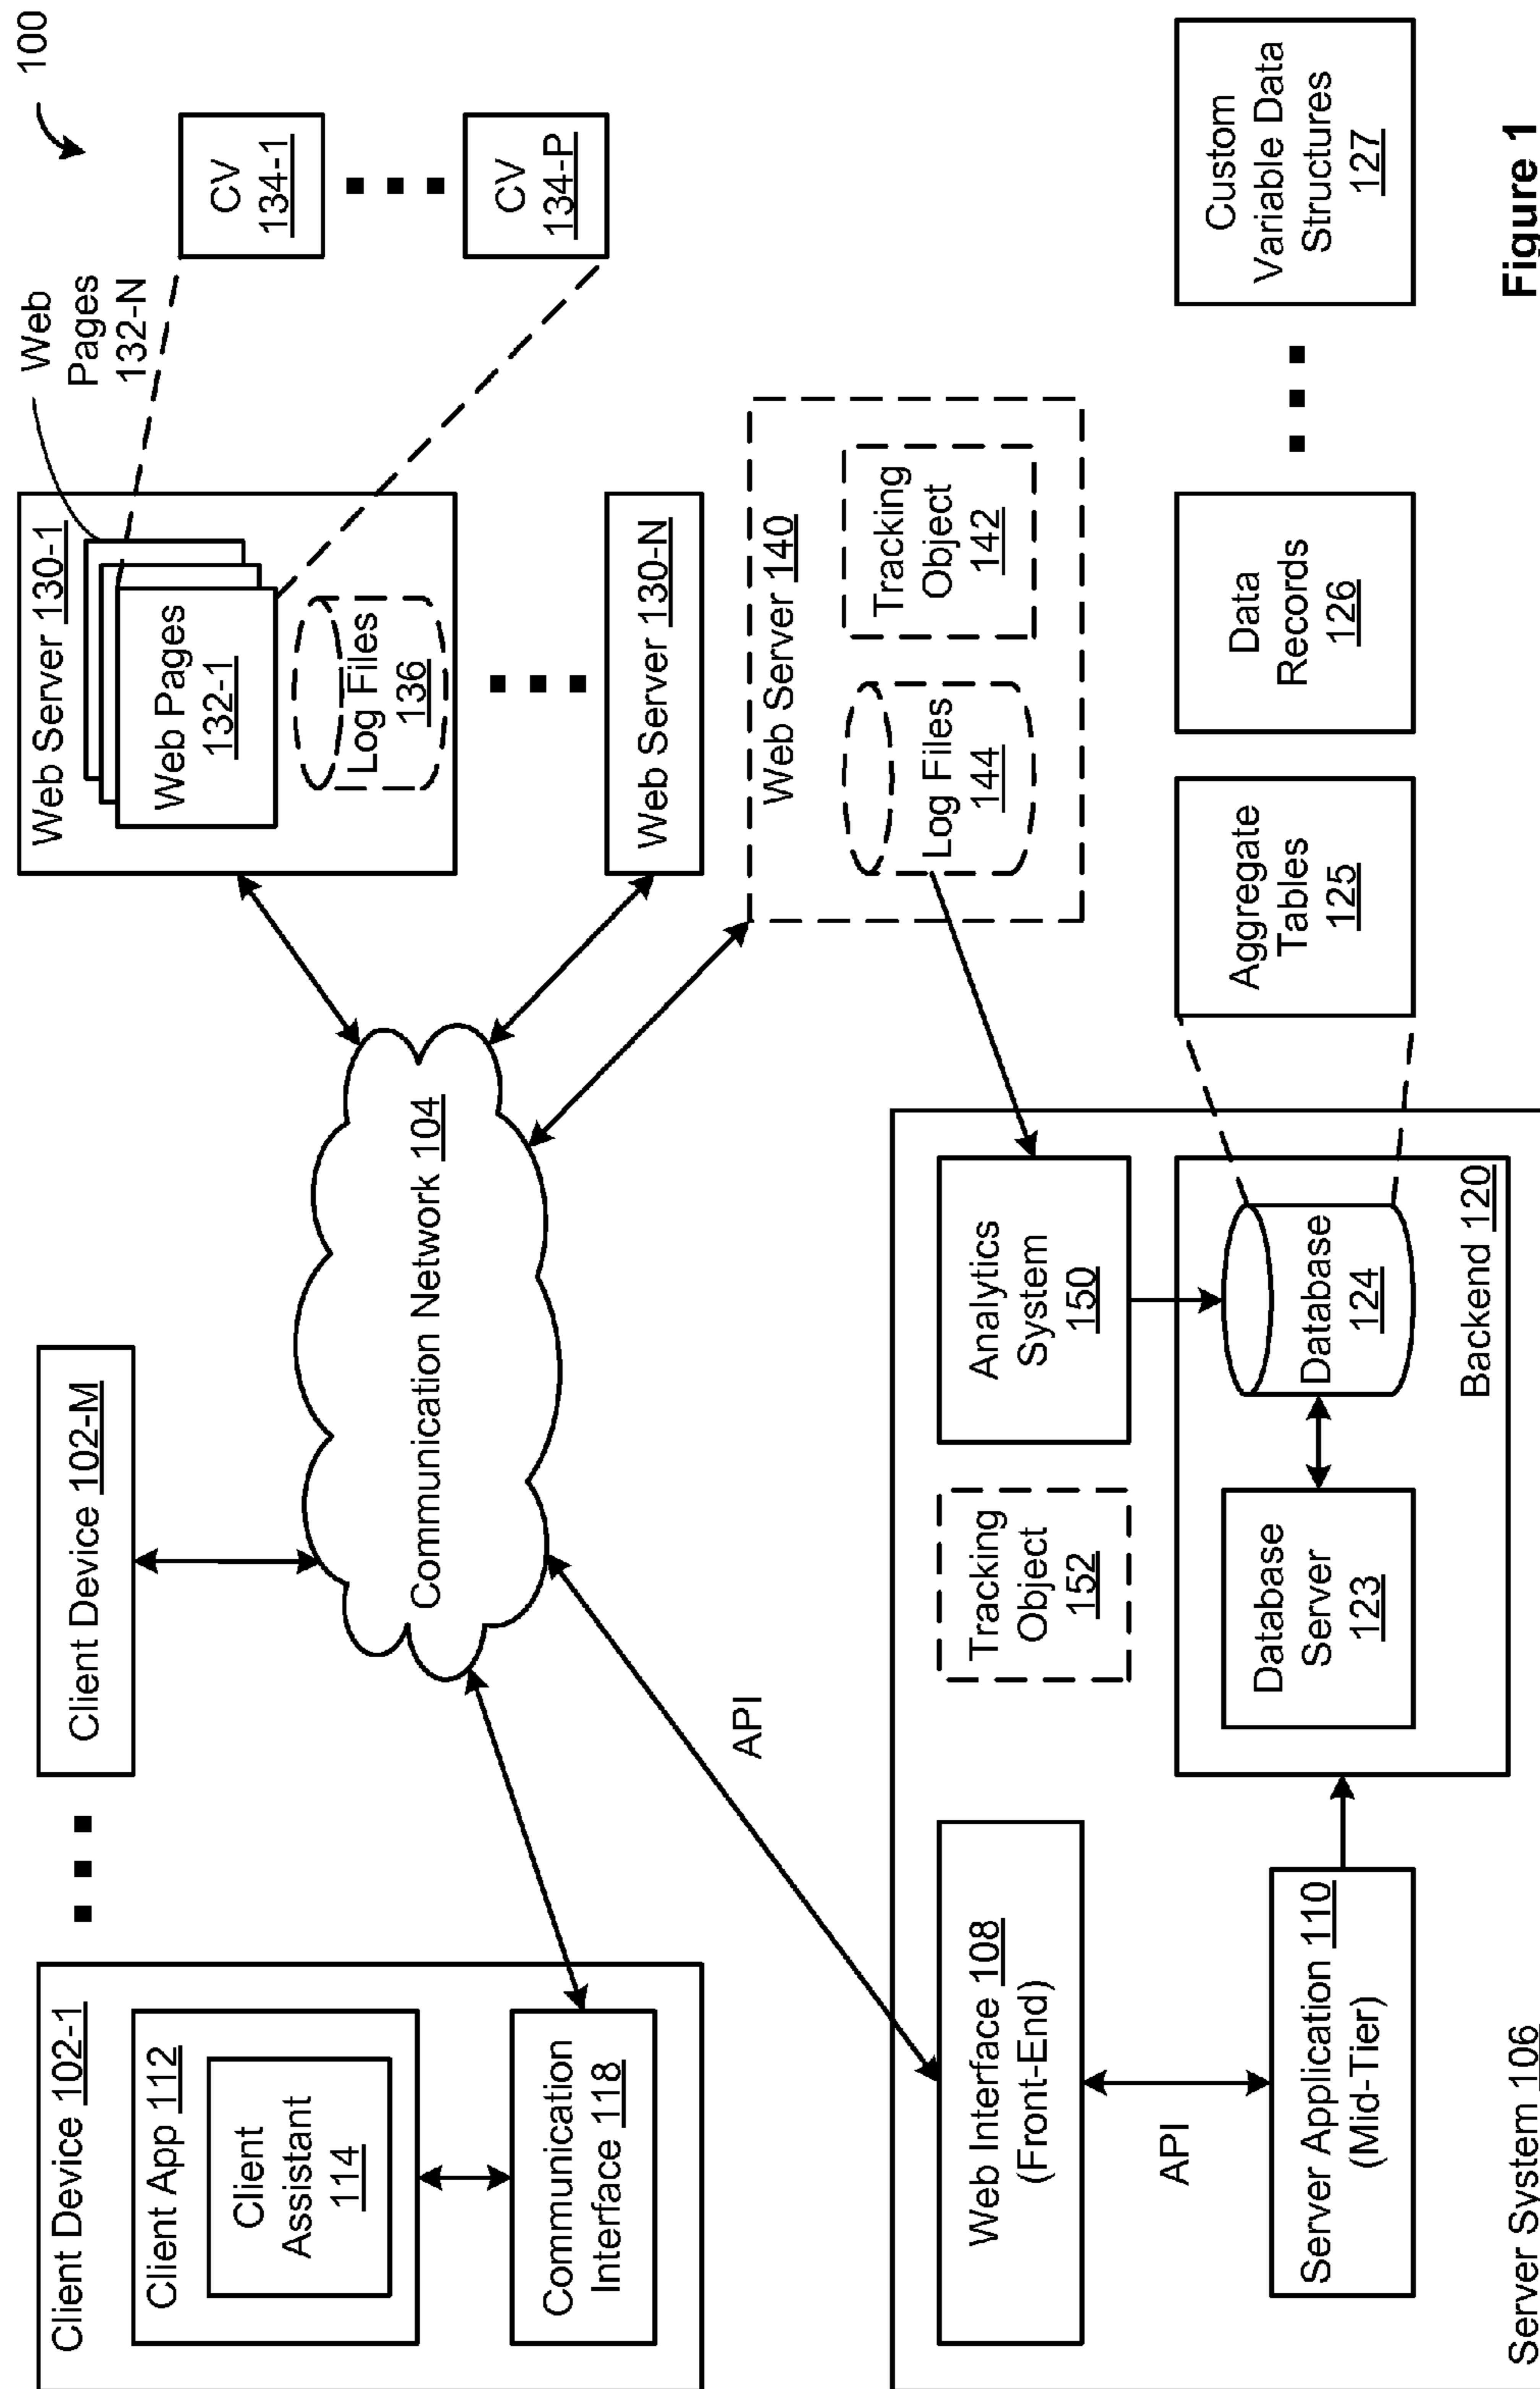 100
Client Device 102-1
Client App 112
Client
Assistant
114
Communication
Interface 118
Client Device 102-M
Communication Network 104
Web Server 130-1
Web Pages
132-1
Log Files
136
Web
Pages
132-N
CV
134-1
CV
134-P
Web Server 130-N
Web Server 140
Log Files
144
Tracking
Object
142
API
Web Interface 108
(Front-End)
API
Server Application 110
(Mid-Tier)
Server System 106
Tracking
Object
152
Analytics
System
150
Database
Server
123
Database
124
Backend 120
Aggregate
Tables
125
Data
Records
126
Custom
Variable Data
Structures
127
Figure 1